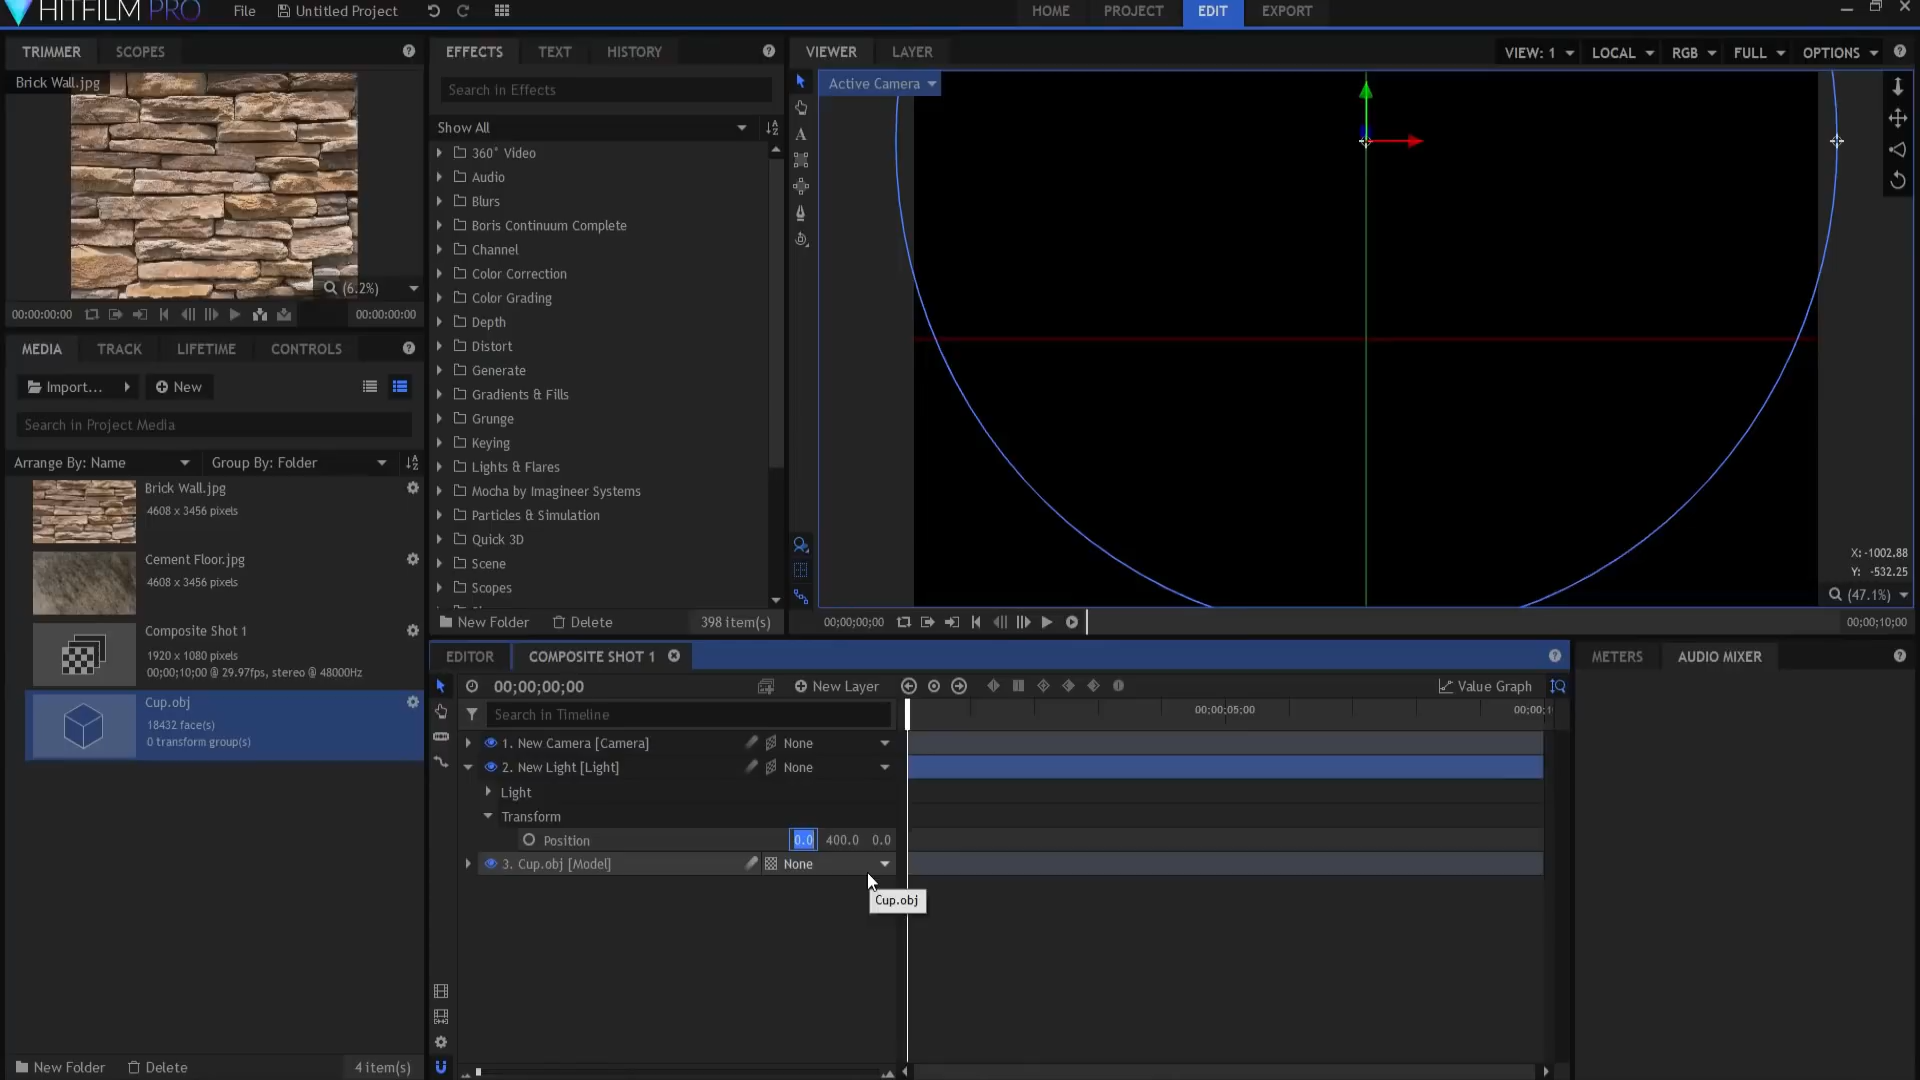 HITFILM PRO
File
Untitled Project
HOME
PROJECT
EDIT
EXPORT
TRIMMER
SCOPES
Brick Wall.jpg
(6.2%)
00:00:00:00
00:00:00:00
MEDIA
TRACK
LIFETIME
CONTROLS
Import...
New
Search in Project Media
Arrange By: Name
Group By: Folder
Brick Wall.jpg
4608 x 3456 pixels
Cement Floor.jpg
4608 x 3456 pixels
Composite Shot 1
1920 x 1080 pixels
00;00;10;00 @ 29.97fps, stereo @ 48000Hz
Cup.obj
18432 face(s)
0 transform group(s)
New Folder
Delete
4 item(s)
EFFECTS
TEXT
HISTORY
Search in Effects
Show All
360° Video
Audio
Blurs
Boris Continuum Complete
Channel
Color Correction
Color Grading
Depth
Distort
Generate
Gradients & Fills
Grunge
Keying
Lights & Flares
Mocha by Imagineer Systems
Particles & Simulation
Quick 3D
Scene
Scopes
New Folder
Delete
398 item(s)
VIEWER
LAYER
VIEW: 1
LOCAL
RGB
FULL
OPTIONS
Active Camera
X: -1002.88
Y: -532.25
(47.1%)
00;00;00;00
00;00;10;00
EDITOR
COMPOSITE SHOT 1
00;00;00;00
New Layer
Value Graph
Search in Timeline
00;00;05;00
00;00;1
1. New Camera [Camera]
None
2. New Light [Light]
None
Light
Transform
Position
0.0
400.0
0.0
3. Cup.obj [Model]
None
Cup.obj
METERS
AUDIO MIXER